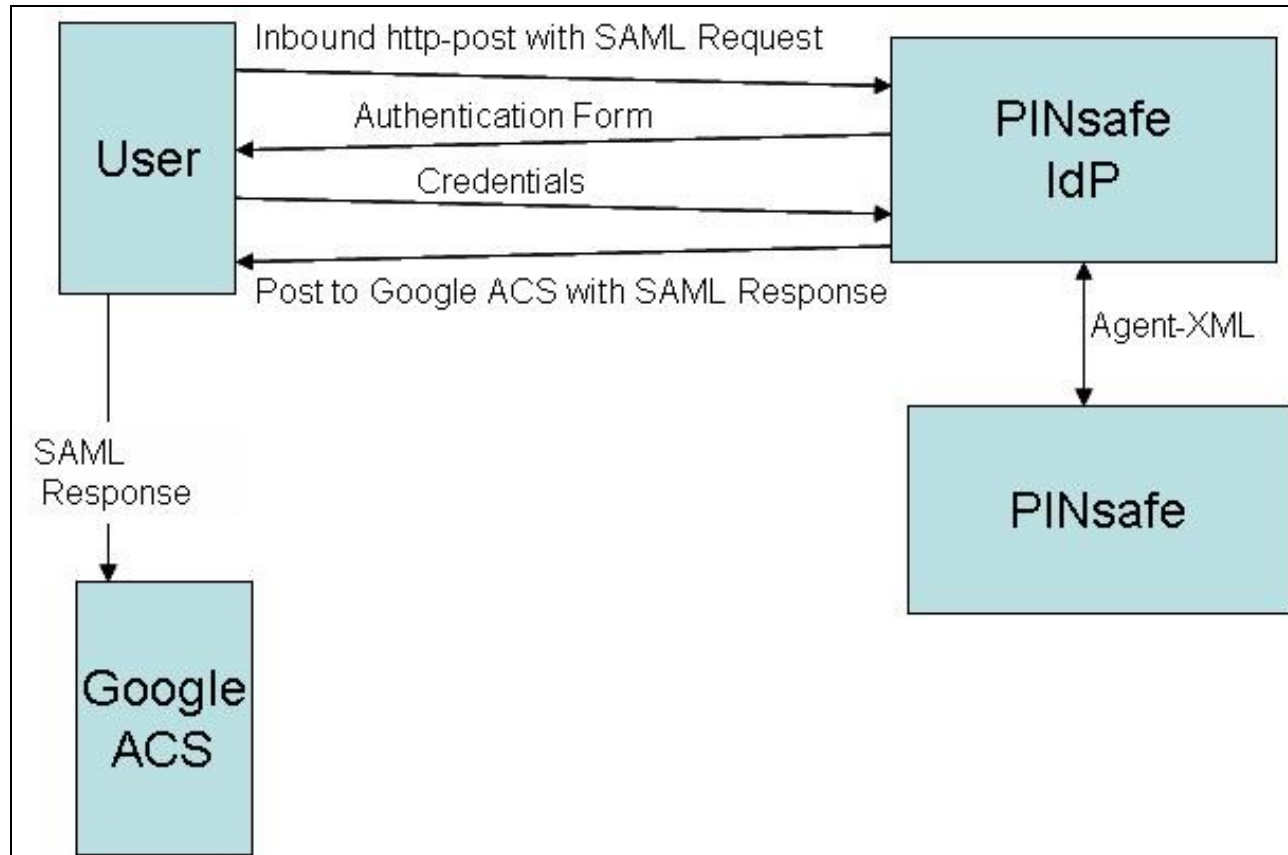 Inbound http-post with SAML Request
User
Authentication Form
PINsafe
IdP
Credentials
Post to Google ACS with SAML Response
Agent-XML
SAML
Response
PINsafe
Google
ACS